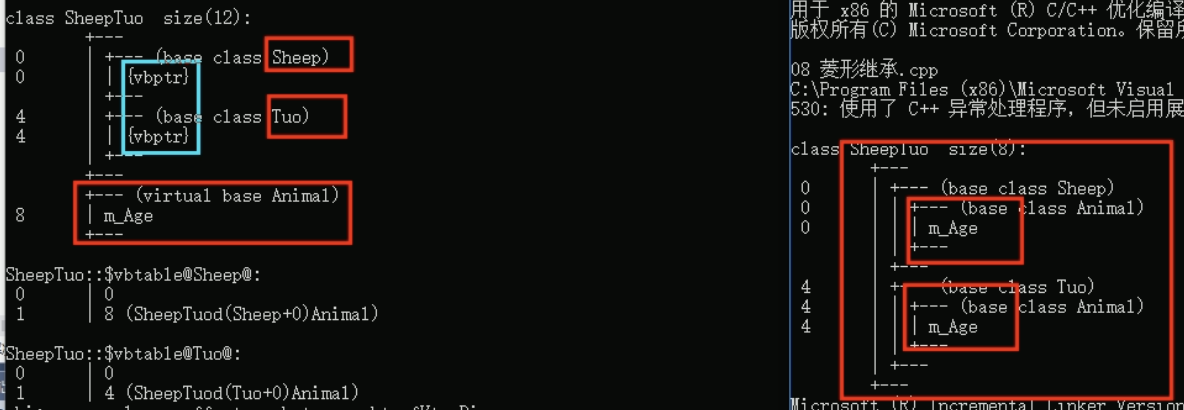 class SheepTuo  size(12):
        +---
 0      | +--- (base class Sheep)
 0      | | {vbptr}
        | +---
 4      | +--- (base class Tuo)
 4      | | {vbptr}
        | +---
        +---
        +--- (virtual base Animal)
 8      | m_Age
        +---
SheepTuo::$vbtable@Sheep@:
 0      | 0
 1      | 8 (SheepTuod(Sheep+0)Animal)
SheepTuo::$vbtable@Tuo@:
 0      | 0
 1      | 4 (SheepTuod(Tuo+0)Animal)
用于 x86 的 Microsoft (R) C/C++ 优化编译
版权所有(C) Microsoft Corporation。保留所
08 菱形继承.cpp
C:\Program Files (x86)\Microsoft Visual
530: 使用了 C++ 异常处理程序，但未启用展
class SheepTuo  size(8):
        +---
 0      | +--- (base class Sheep)
 0      | | +--- (base class Animal)
 0      | | | m_Age
        | | +---
        | +---
 4      | +--- (base class Tuo)
 4      | | +--- (base class Animal)
 4      | | | m_Age
        | | +---
        | +---
        +---
Microsoft (R) Incremental Linker Version